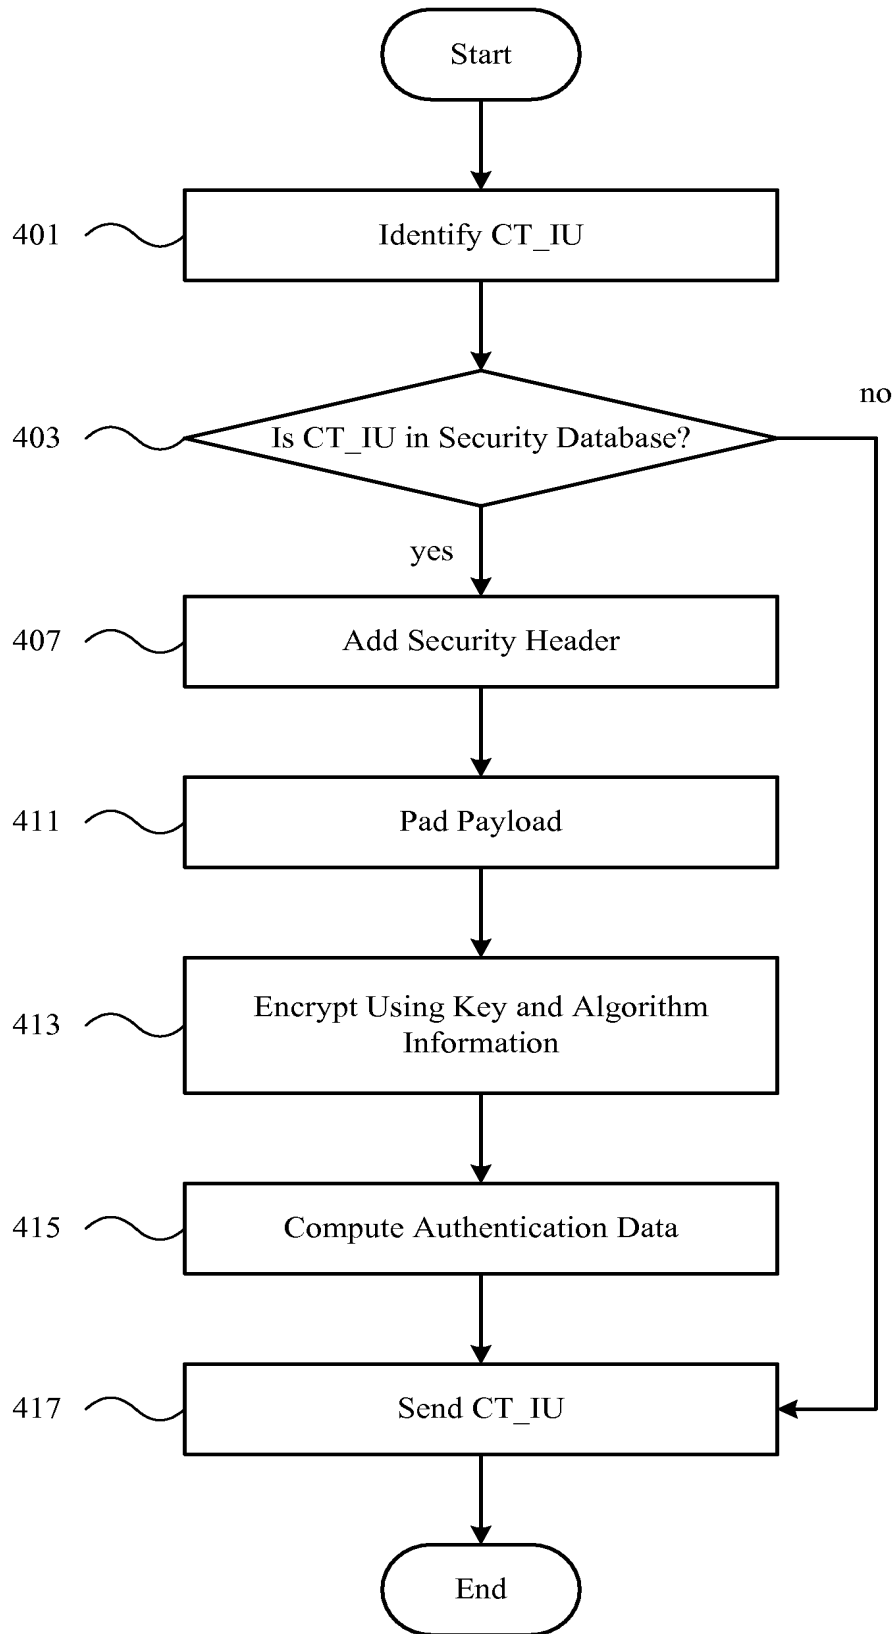 Start
401
Identify CT_IU
no
403
Is CT_IU in Security Database?
yes
407
Add Security Header
411
Pad Payload
413
Encrypt Using Key and Algorithm
Information
415
Compute Authentication Data
417
Send CT_IU
End